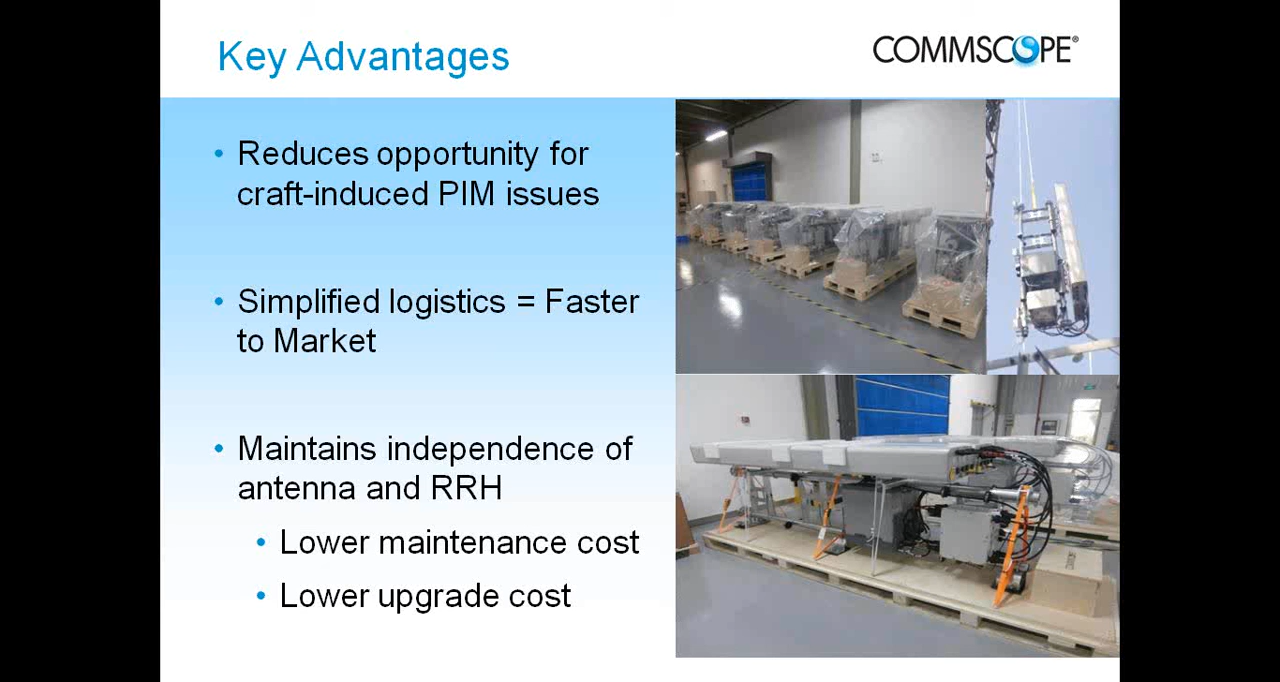 Key Advantages
COMMSCOPE®
• Reduces opportunity for
craft-induced PIM issues
• Simplified logistics = Faster
to Market
• Maintains independence of
antenna and RRH
• Lower maintenance cost
• Lower upgrade cost